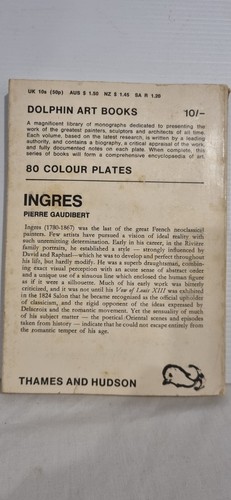 UK 10s (50p) AUS $ 1.50 NZ $ 1.45 SA R 1.20
DOLPHIN ART BOOKS 10/–
A magnificent library of monographs dedicated to presenting the
work of the greatest painters, sculptors and architects of all time.
Each volume, based on the latest research, is written by a leading
authority, and contains a biography, a critical appraisal of the work,
and fully documented notes on each plate. When complete, this
series of books will form a comprehensive encyclopaedia of art.
80 COLOUR PLATES
INGRES
PIERRE GAUDIBERT
Ingres (1780-1867) was the last of the great French neoclassical
painters. Few artists have pursued a vision of ideal reality with
such unremitting determination. Early in his career, in the Rivière
family portraits, he established a style — strongly influenced by
David and Raphael—which he was to develop and perfect throughout
his life, but hardly modify. He was a superb draughtsman, combin-
ing exact visual perception with an acute sense of abstract order
and a unique use of a sinuous line which enclosed the human figure
as if it were a silhouette. Much of his early work was bitterly
criticized, and it was not until his Vow of Louis XIII was exhibited
in the 1824 Salon that he became recognized as the official upholder
of classicism, and the rigid opponent of the ideas expressed by
Delacroix and the romantic movement. Yet the sensuality of much
of his subject matter — the poetical Oriental scenes and episodes
taken from history — indicate that he could not escape entirely from
the romantic temper of his age.
THAMES AND HUDSON